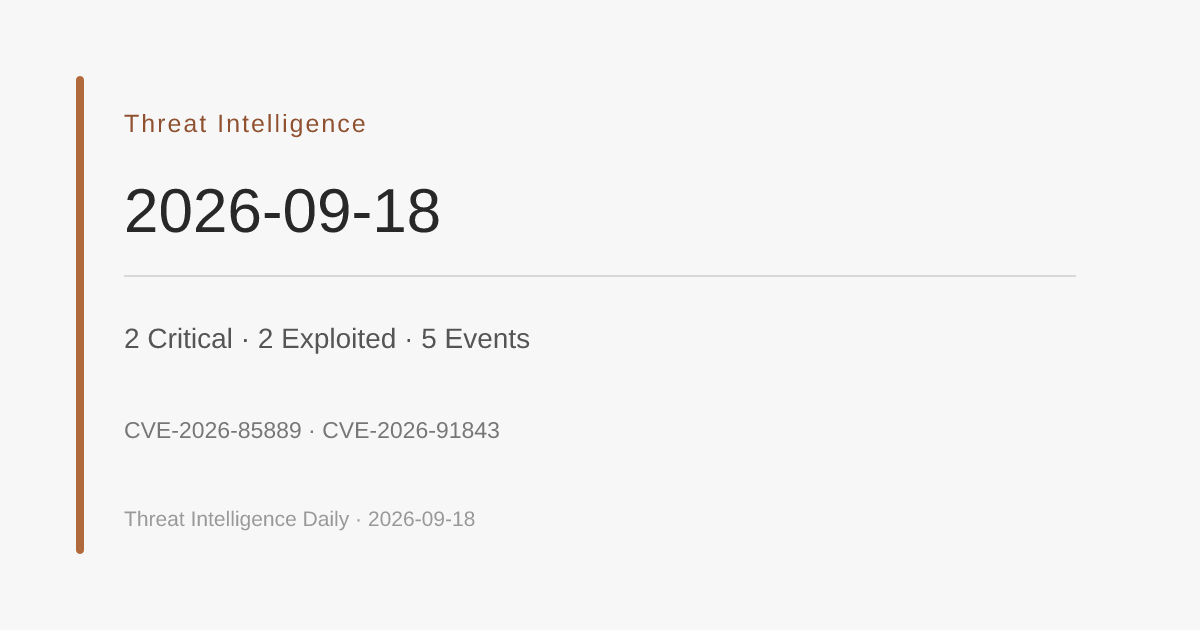 Threat Intelligence
2026-09-18
2 Critical · 2 Exploited · 5 Events
CVE-2026-85889 · CVE-2026-91843
Threat Intelligence Daily · 2026-09-18